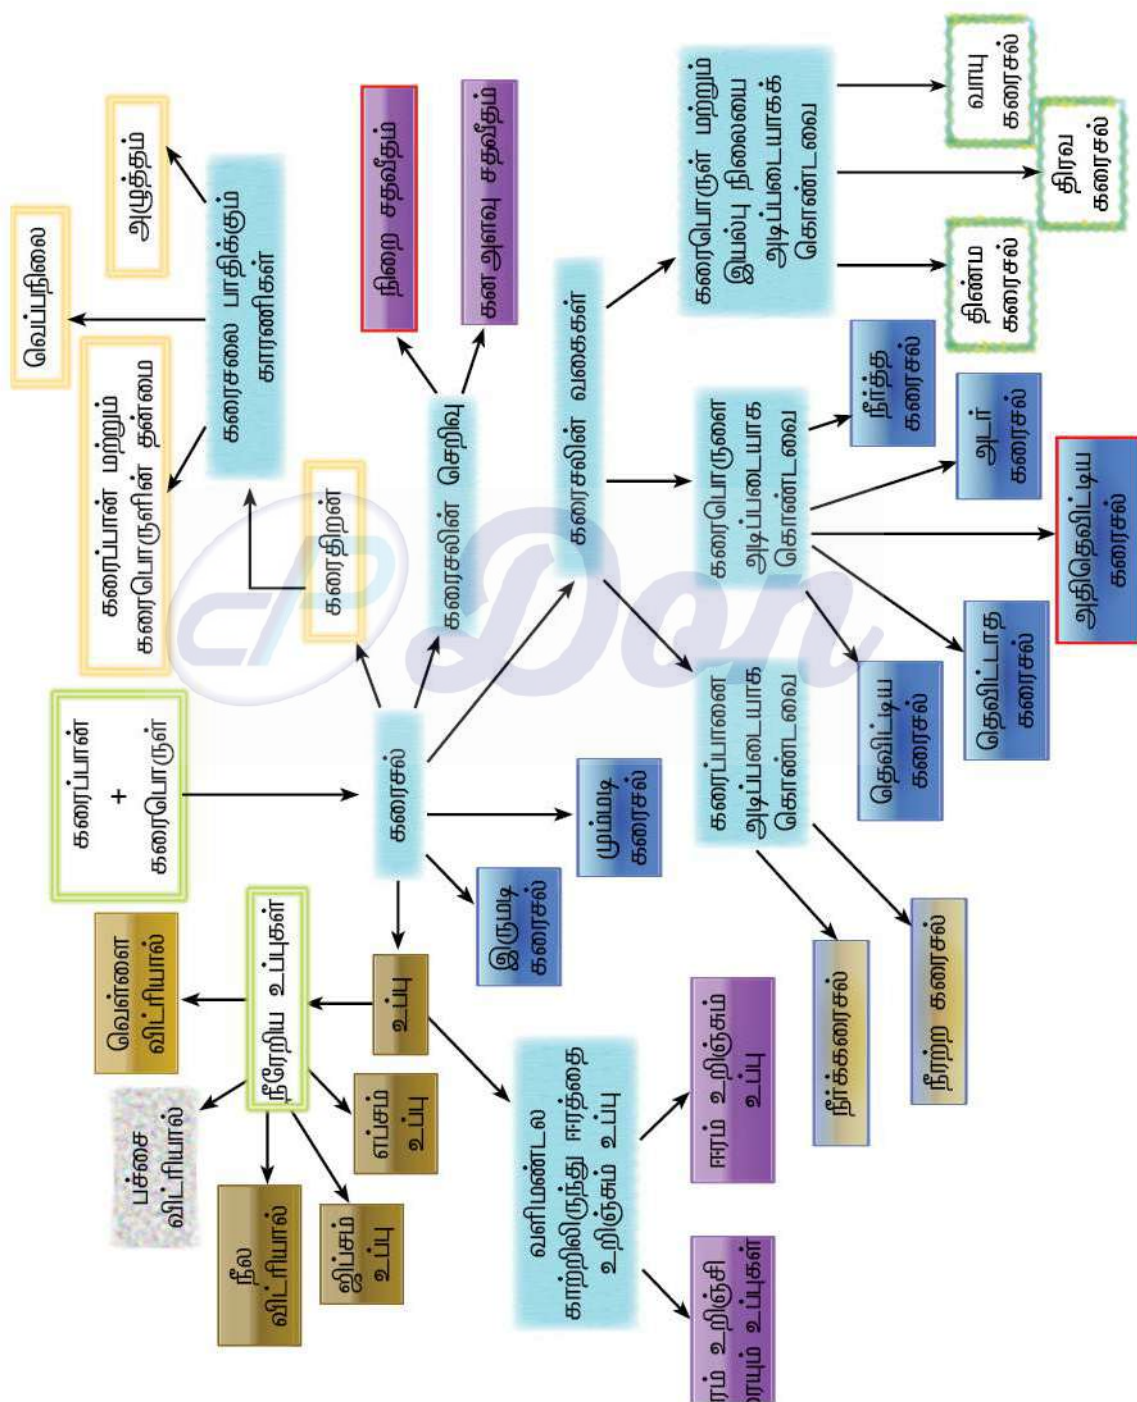 கரைப்பான்
+
கரைபொருள்
கரைசல்
கரைதிறன்
கரைசலை பாதிக்கும்
காரணிகள்
கரைப்பான் மற்றும்
கரைபொருளின் தன்மை
வெப்பநிலை
அழுத்தம்
கரைசலின் செறிவு
நிறை சதவீதம்
கன அளவு சதவீதம்
கரைசலின் வகைகள்
கரைபொருள் மற்றும்
இயல்பு நிலையை
அடிப்படையாகக்
கொண்டவை
வாயு
கரைசல்
திரவ
கரைசல்
திண்ம
கரைசல்
கரைபொருளை
அடிப்படையாக
கொண்டவை
நீர்த்த
கரைசல்
அடர்
கரைசல்
அதிதெவிட்டிய
கரைசல்
தெவிட்டாத
கரைசல்
தெவிட்டிய
கரைசல்
கரைப்பானை
அடிப்படையாக
கொண்டவை
நீர்க்கரைசல்
நீரற்ற கரைசல்
மும்மடி
கரைசல்
இருமடி
கரைசல்
உப்பு
நீரேறிய உப்புகள்
வெள்ளை
விட்ரியால்
பச்சை
விட்ரியால்
நீல
விட்ரியால்
ஜிப்சம்
உப்பு
எப்சம்
உப்பு
வளிமண்டல
காற்றிலிருந்து ஈரத்தை
உறிஞ்சும் உப்பு
ஈரம் உறிஞ்சும்
உப்பு
உறிஞ்சி
உப்புகள்
Don